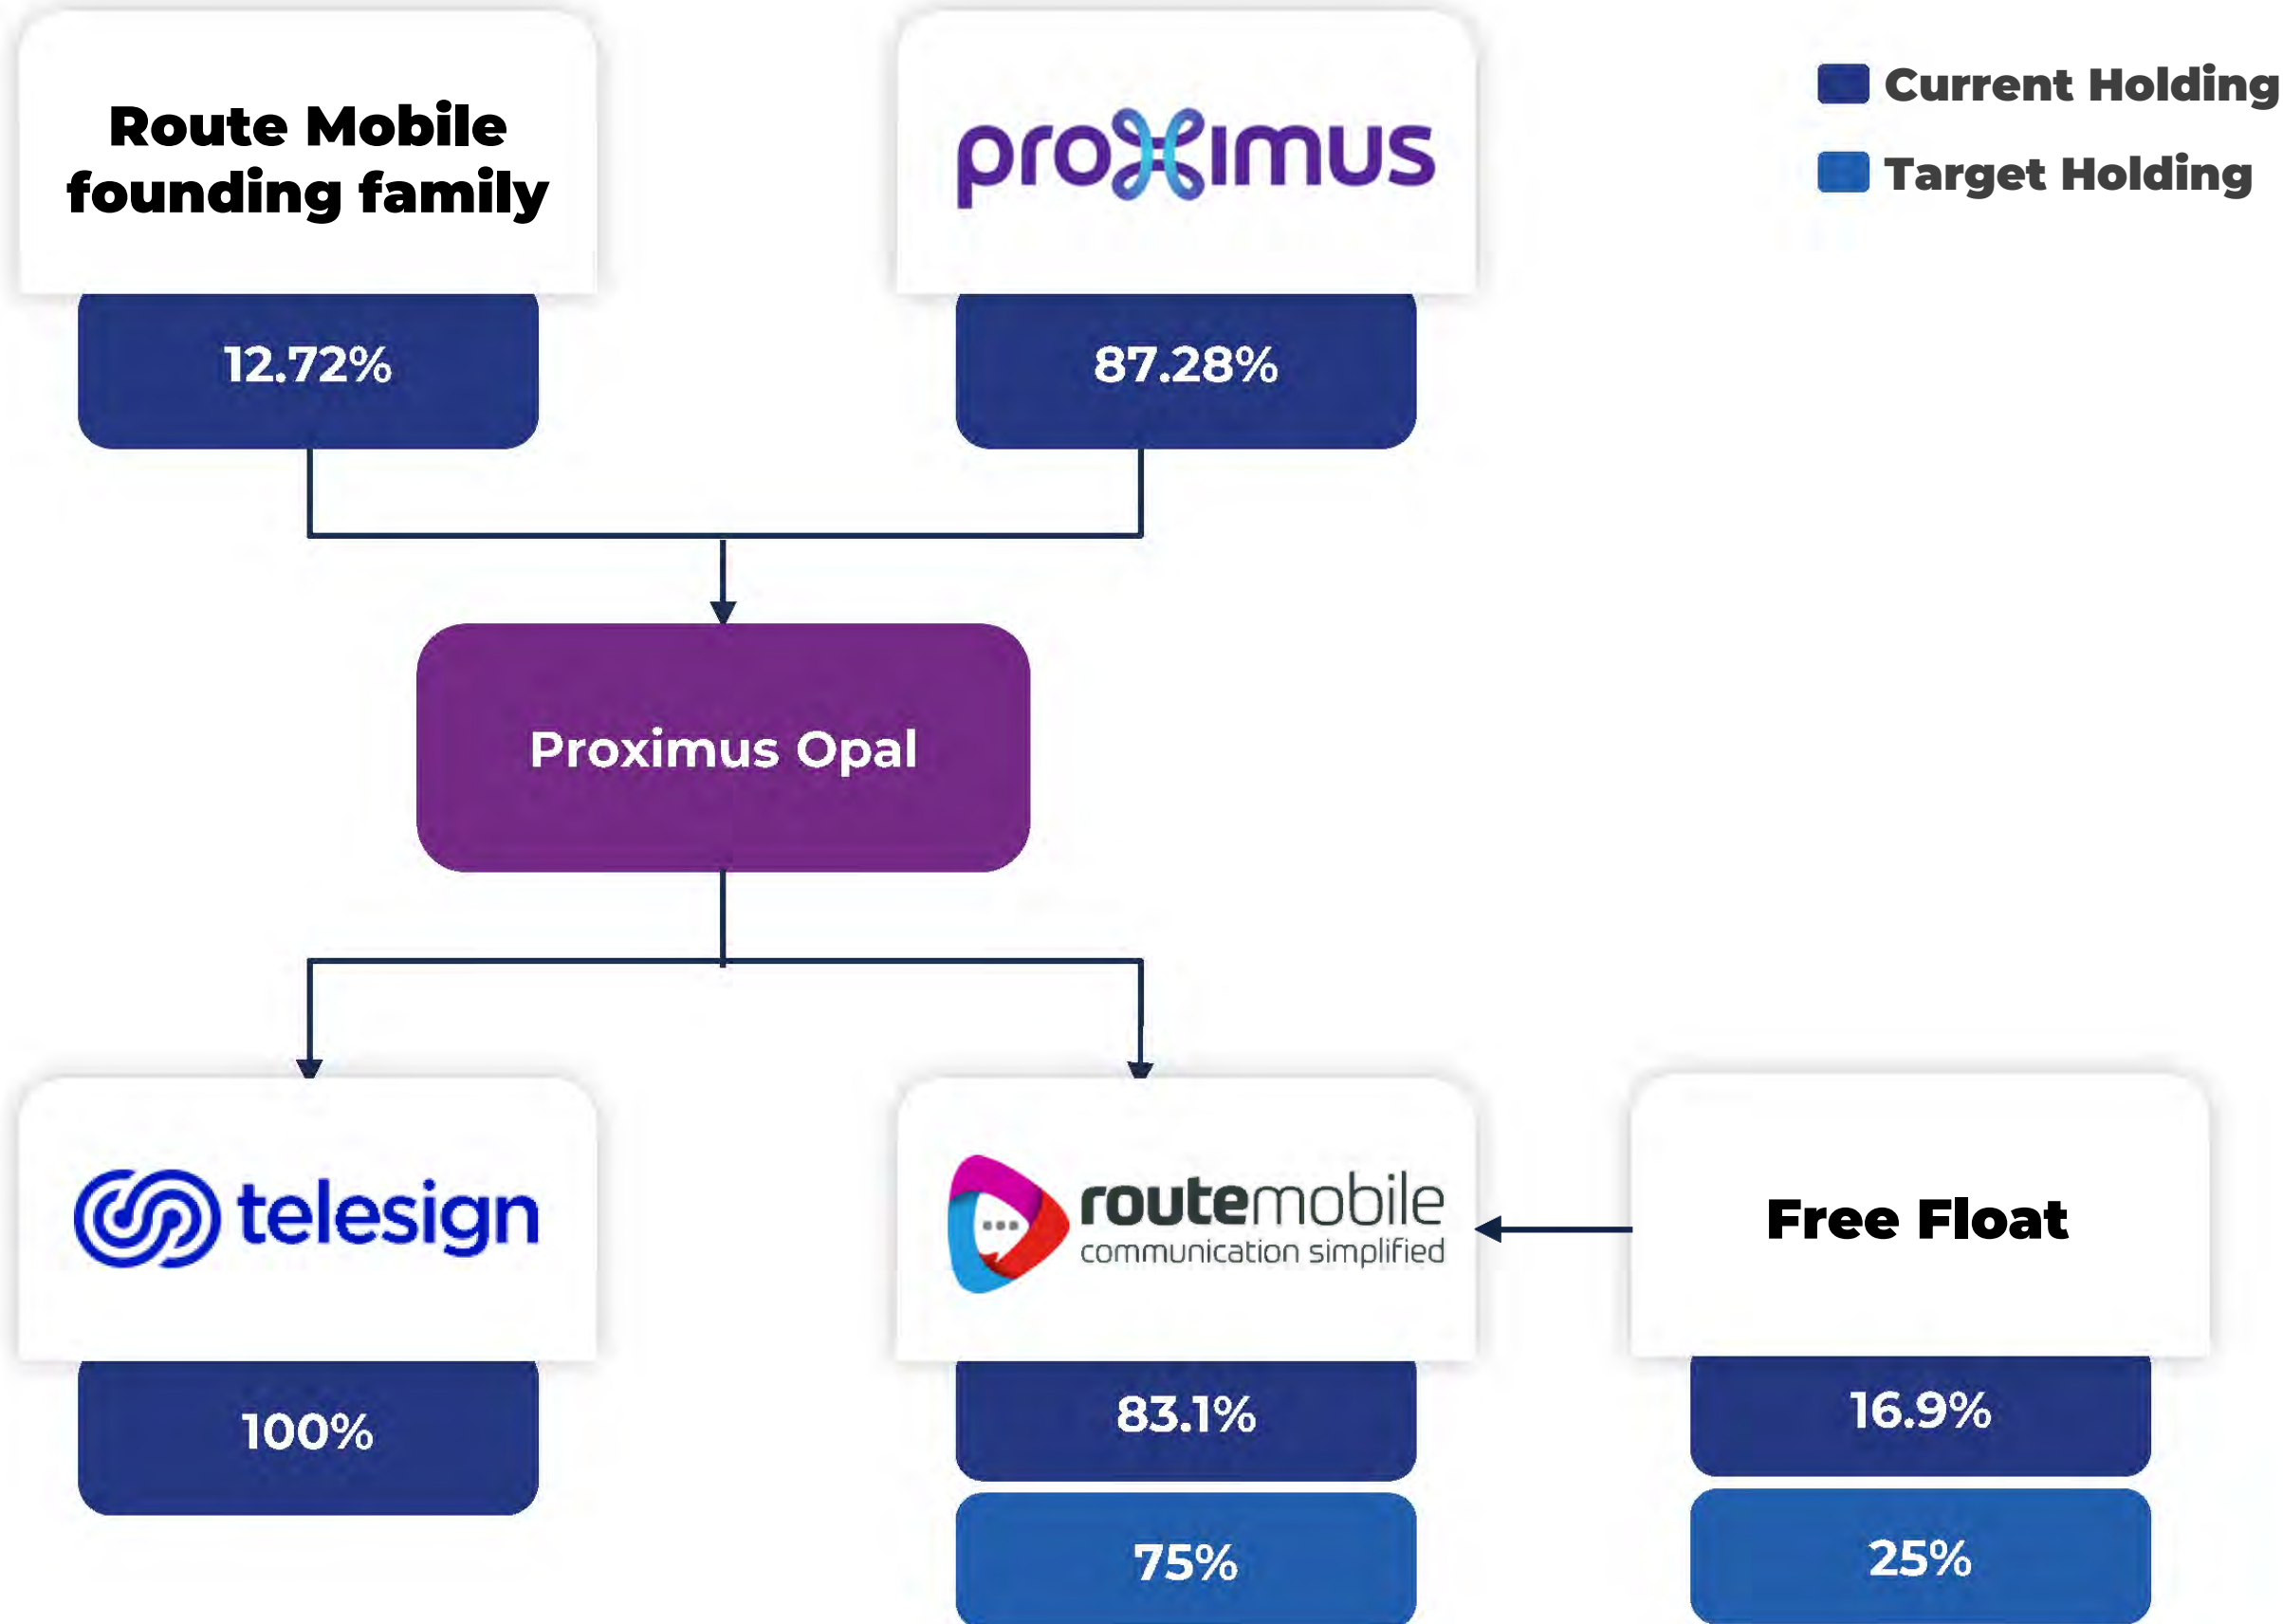 Route Mobile
founding family
proximus
Current Holding
Target Holding
12.72%
87.28%
Proximus Opal
telesign
routemobile
communication simplified
Free Float
100%
83.1%
16.9%
75%
25%